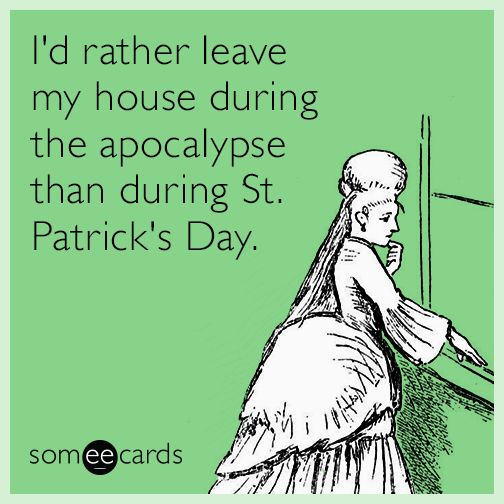 I'd rather leave
my house during
the apocalypse
than during St.
Patrick's Day.
someecards